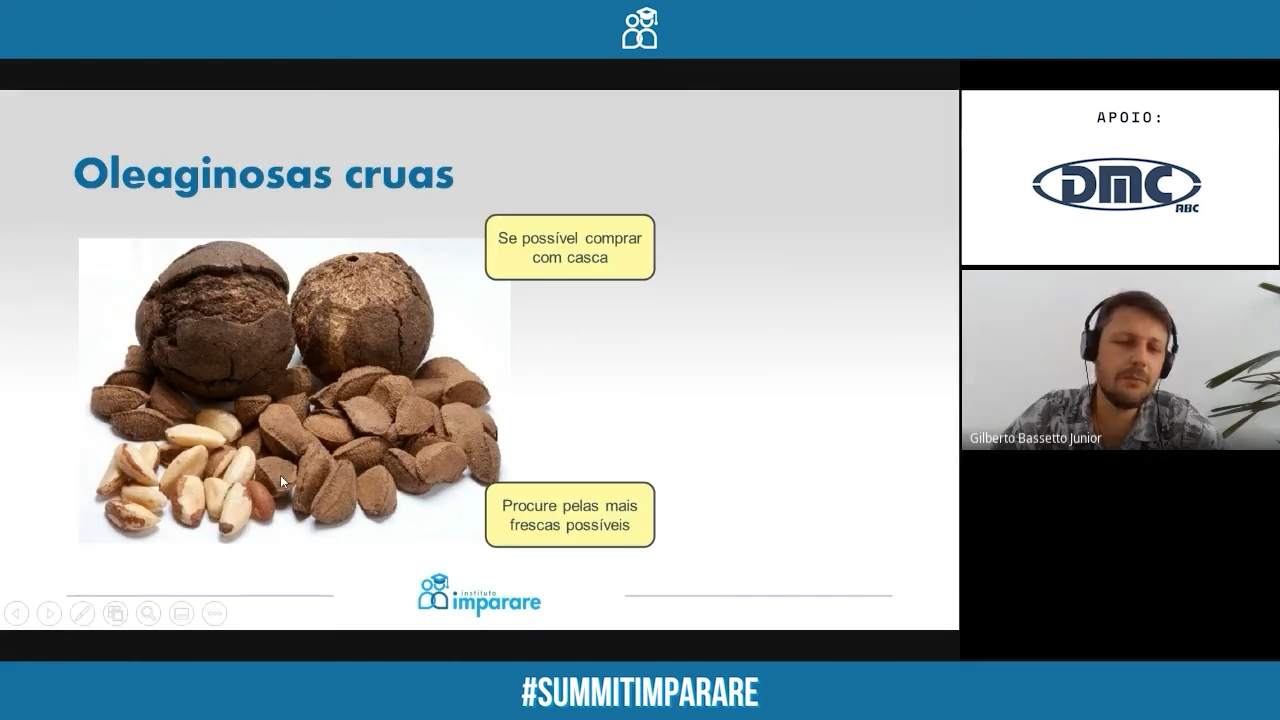 Oleaginosas cruas
Se possível comprar
com casca
Procure pelas mais
frescas possíveis
instituto
imparare
APOIO:
DMC
ABC
Gilberto Bassetto Junior
#SUMMITIMPARARE